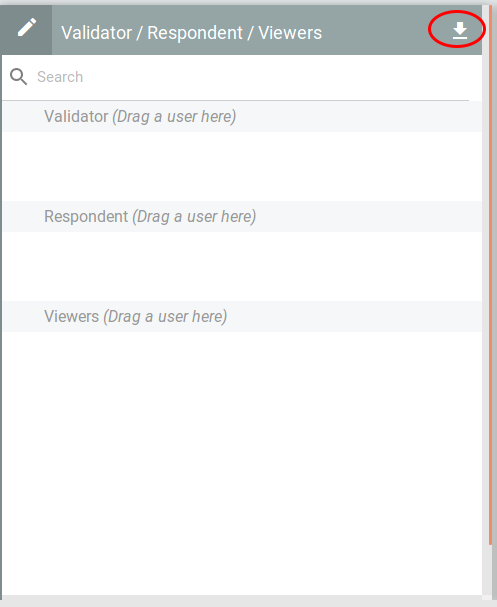 Validator / Respondent / Viewers
Search
Validator (Drag a user here)
Respondent (Drag a user here)
Viewers (Drag a user here)